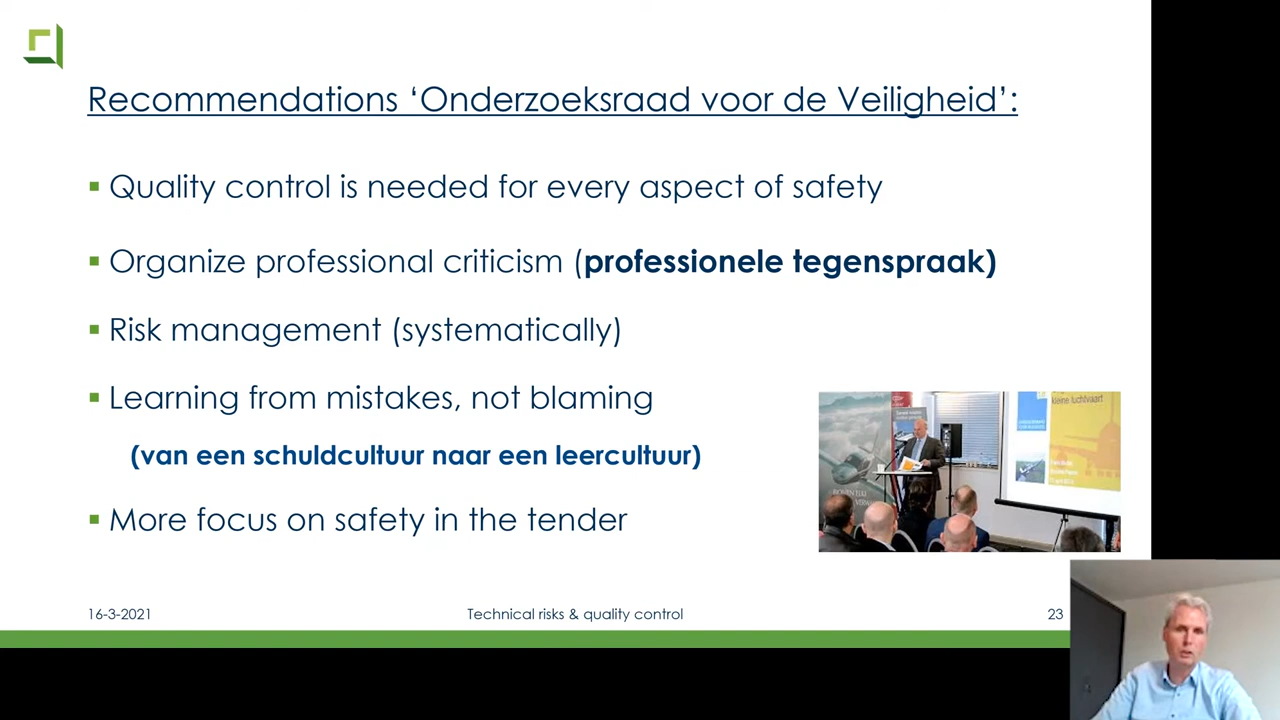 Recommendations ‘Onderzoeksraad voor de Veiligheid’:
▪ Quality control is needed for every aspect of safety
▪ Organize professional criticism (professionele tegenspraak)
▪ Risk management (systematically)
▪ Learning from mistakes, not blaming
(van een schuldcultuur naar een leercultuur)
▪ More focus on safety in the tender
kleine luchtvaart
16-3-2021
Technical risks & quality control
23